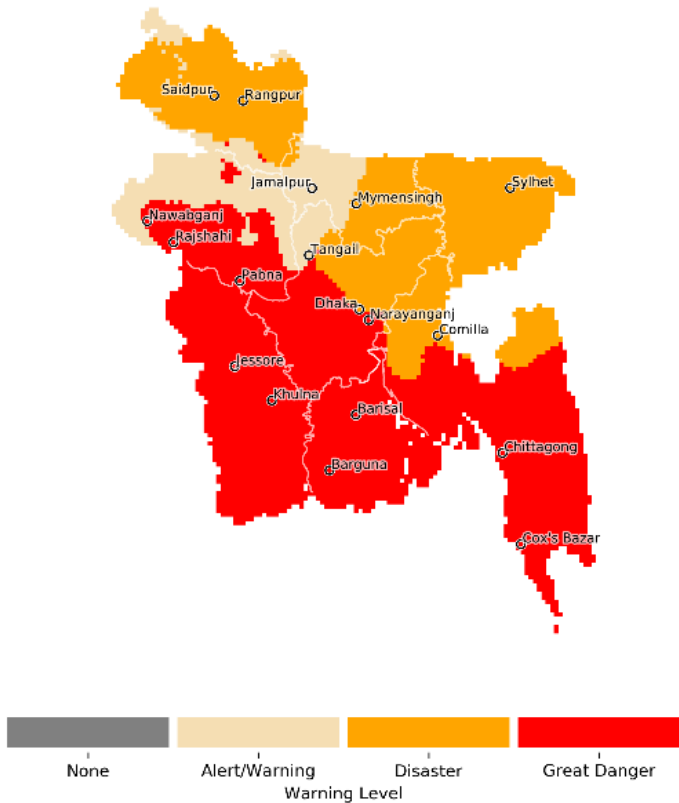 Saidpur
Rangpur
Jamalpur
Sylhet
Mymensingh
Nawabganj
Rajshahi
Tangail
Pabna
Dhaka
Narayanganj
Comilla
Jessore
Khulna
Barisal
Chittagong
Barguna
Cox's Bazar
None
Alert/Warning
Disaster
Great Danger
Warning Level